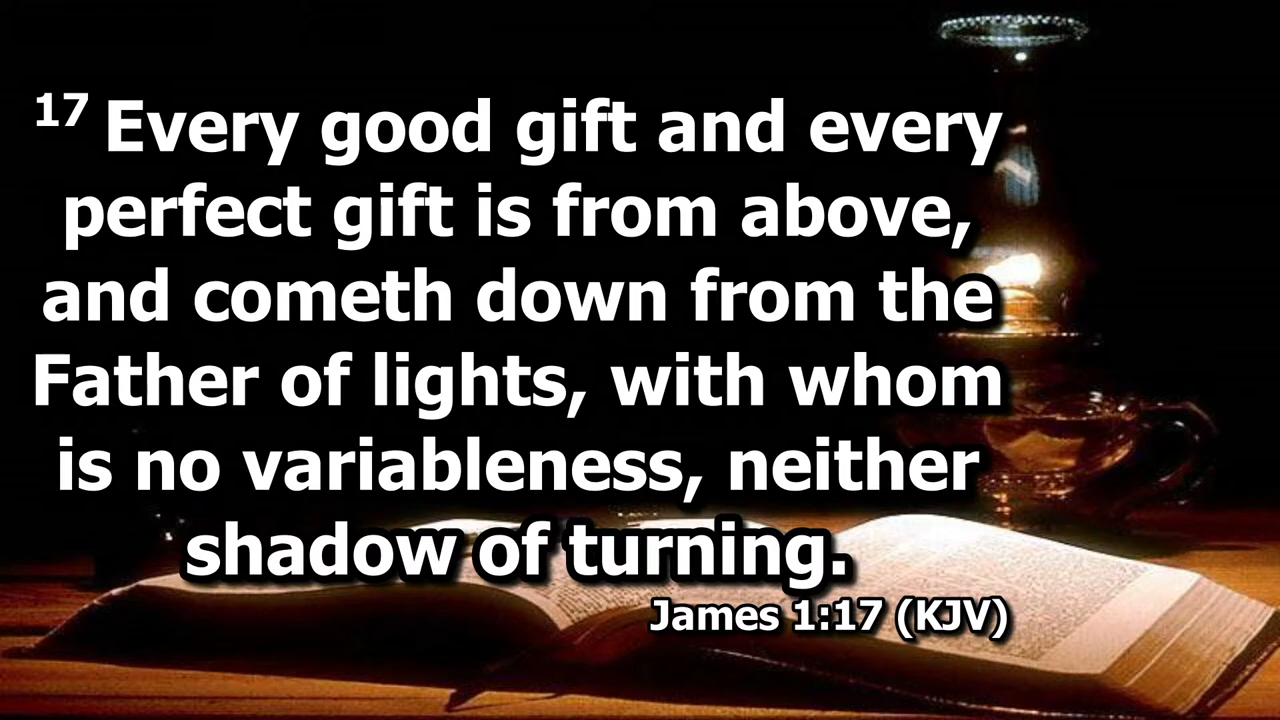 17 Every good gift and every
perfect gift is from above,
and cometh down from the
Father of lights, with whom
is no variableness, neither
shadow of turning.
James 1:17 (KJV)